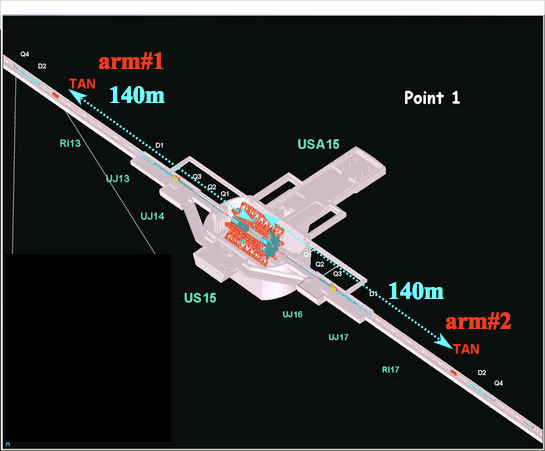 Q4
D2
arm#1
TAN
140m
Point 1
RI13
D1
USA15
UJ13
Q3
Q2
Q1
UJ14
Q2
Q3
US15
D1
140m
UJ16
arm#2
UJ17
TAN
RI17
D2
Q4